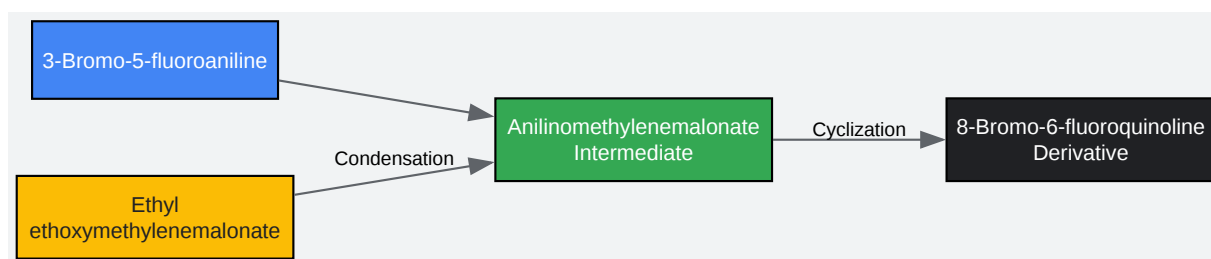 3-Bromo-5-fluoroaniline
Ethyl
ethoxymethylenemalonate
Condensation
Anilinomethylenemalonate
Intermediate
Cyclization
8-Bromo-6-fluoroquinoline
Derivative